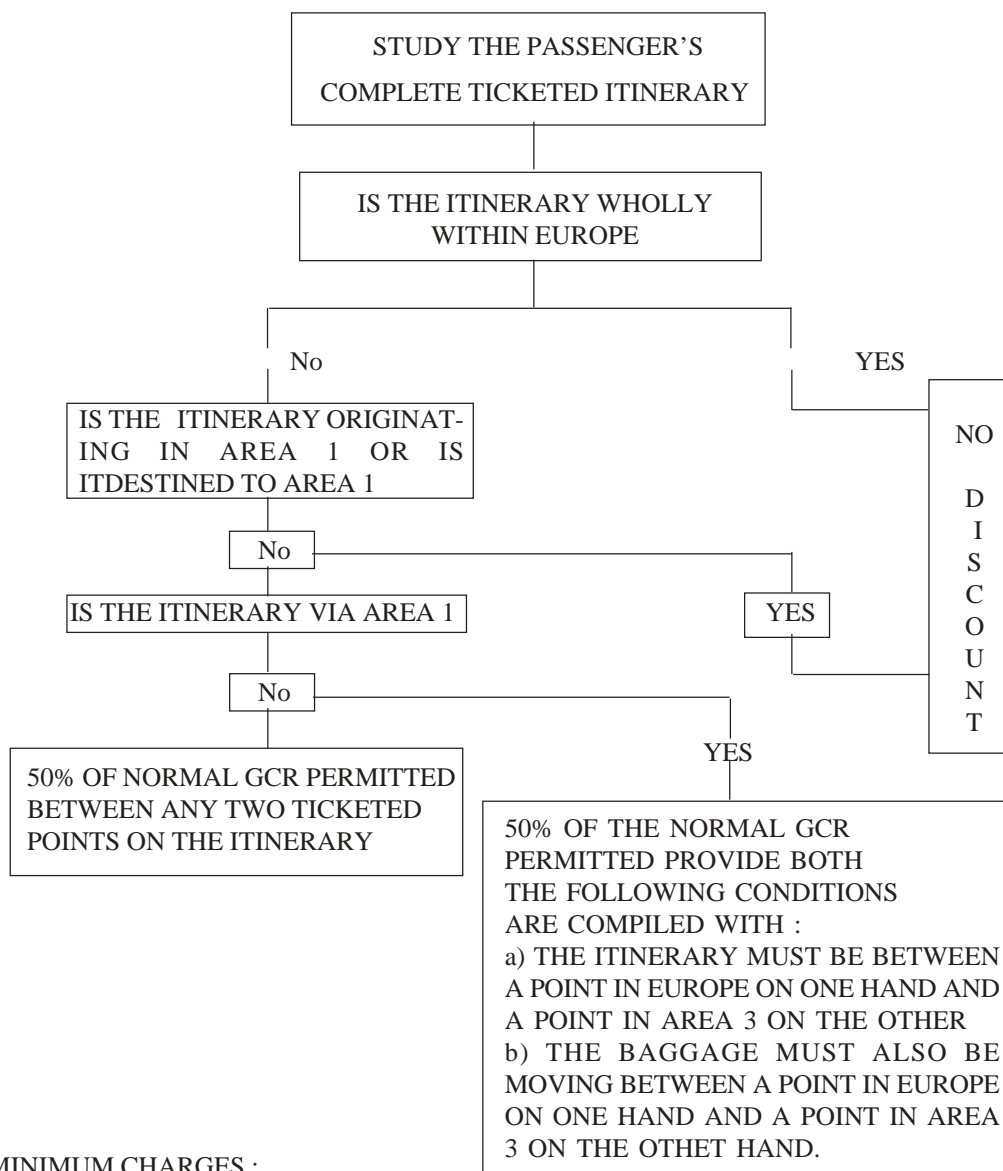 STUDY THE PASSENGER’S
COMPLETE TICKETED ITINERARY
IS THE ITINERARY WHOLLY
WITHIN EUROPE
No
YES
IS THE ITINERARY ORIGINAT-
ING IN AREA 1 OR IS
ITDESTINED TO AREA 1
NO
D
I
S
C
O
U
N
T
No
YES
IS THE ITINERARY VIA AREA 1
No
YES
50% OF NORMAL GCR PERMITTED
BETWEEN ANY TWO TICKETED
POINTS ON THE ITINERARY
50% OF THE NORMAL GCR
PERMITTED PROVIDE BOTH
THE FOLLOWING CONDITIONS
ARE COMPILED WITH :
a) THE ITINERARY MUST BE BETWEEN
A POINT IN EUROPE ON ONE HAND AND
A POINT IN AREA 3 ON THE OTHER
b) THE BAGGAGE MUST ALSO BE
MOVING BETWEEN A POINT IN EUROPE
ON ONE HAND AND A POINT IN AREA
3 ON THE OTHET HAND.
MINIMUM CHARGES :